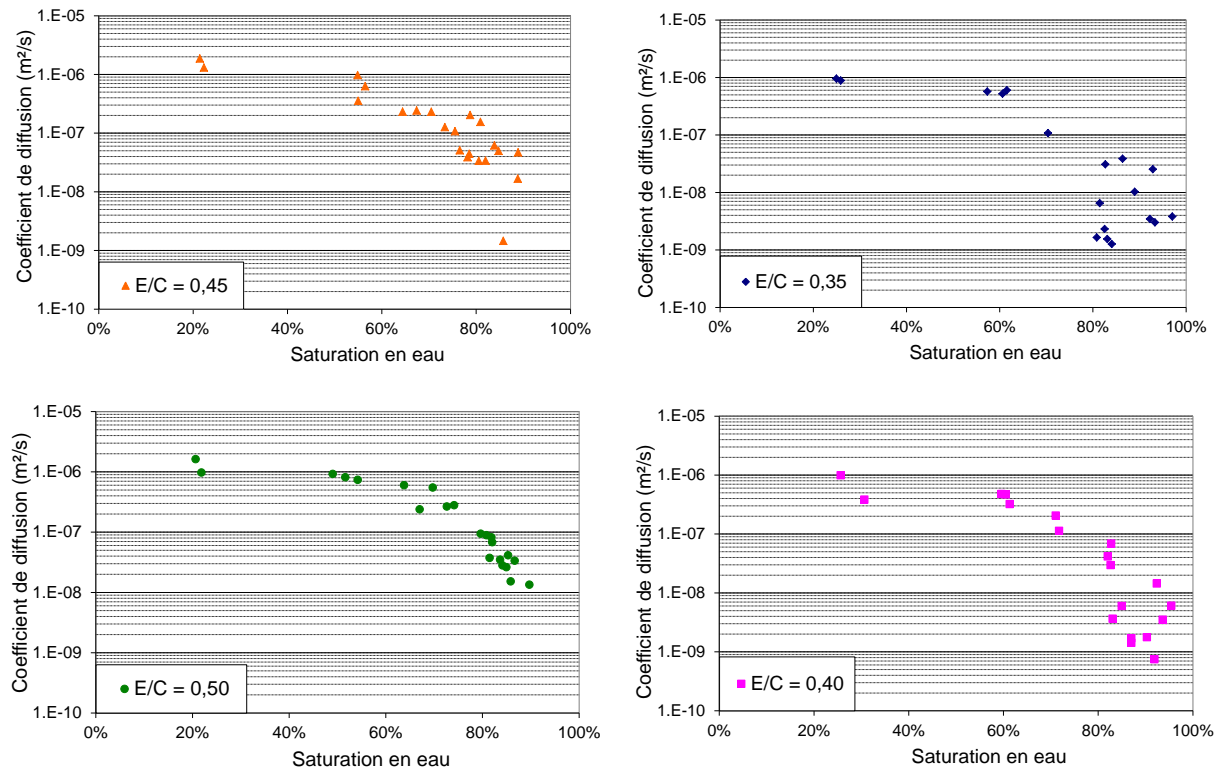 Coefficient de diffusion (m²/s)
1.E-05
1.E-06
1.E-07
1.E-08
1.E-09
1.E-10
E/C = 0,45
0% 20% 40% 60% 80% 100%
Saturation en eau
Coefficient de diffusion (m²/s)
1.E-05
1.E-06
1.E-07
1.E-08
1.E-09
1.E-10
E/C = 0,35
0% 20% 40% 60% 80% 100%
Saturation en eau
Coefficient de diffusion (m²/s)
1.E-05
1.E-06
1.E-07
1.E-08
1.E-09
1.E-10
E/C = 0,50
0% 20% 40% 60% 80% 100%
Saturation en eau
Coefficient de diffusion (m²/s)
1.E-05
1.E-06
1.E-07
1.E-08
1.E-09
1.E-10
E/C = 0,40
0% 20% 40% 60% 80% 100%
Saturation en eau